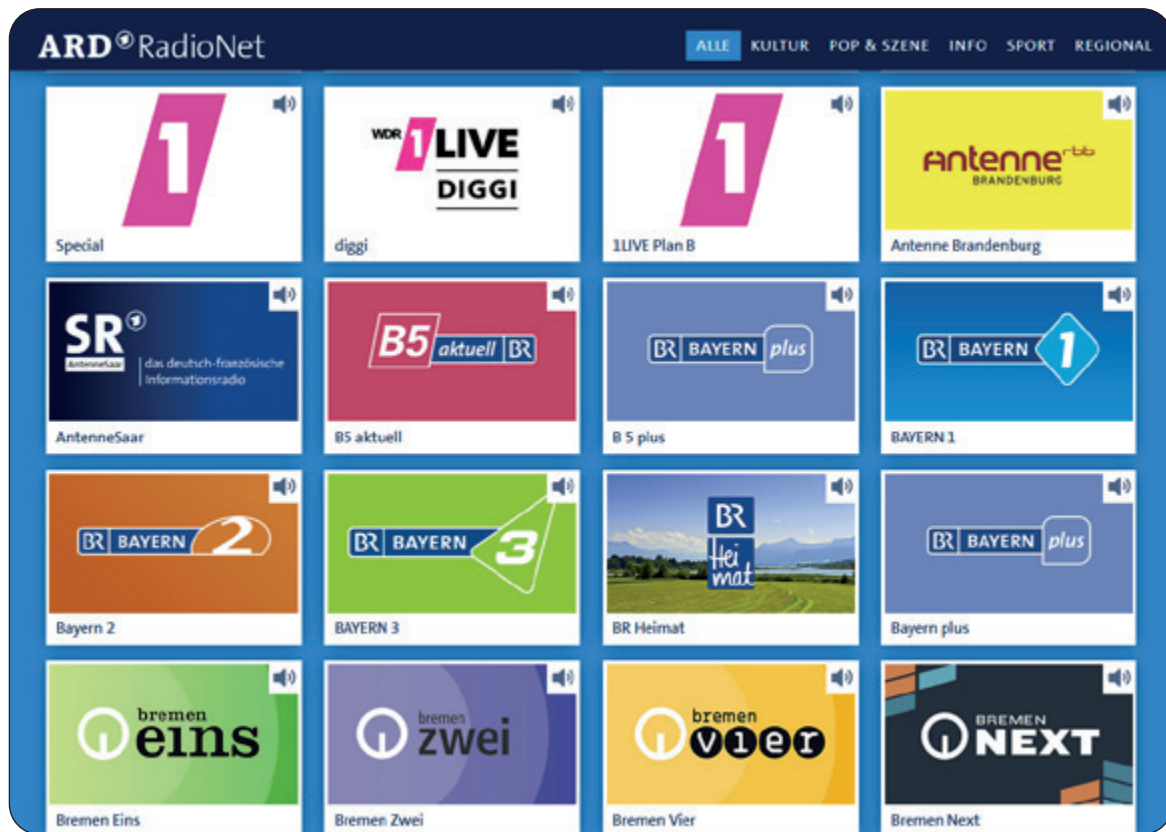 ARD RadioNet
ALLE KULTUR POP & SZENE INFO SPORT REGIONAL
1
Special
WDR 1 LIVE
DIGGI
diggi
1
1LIVE Plan B
Antenne rbb
BRANDENBURG
Antenne Brandenburg
SR
AntenneSaar
das deutsch-französische
Informationsradio
AntenneSaar
B5 aktuell BR
B5 aktuell
BR BAYERN plus
B 5 plus
BR BAYERN 1
BAYERN 1
BR BAYERN 2
Bayern 2
BR BAYERN 3
BAYERN 3
BR
Hei
mat
BR Heimat
BR BAYERN plus
Bayern plus
bremen
eins
Bremen Eins
bremen
zwei
Bremen Zwei
bremen
vier
Bremen Vier
BREMEN
NEXT
Bremen Next